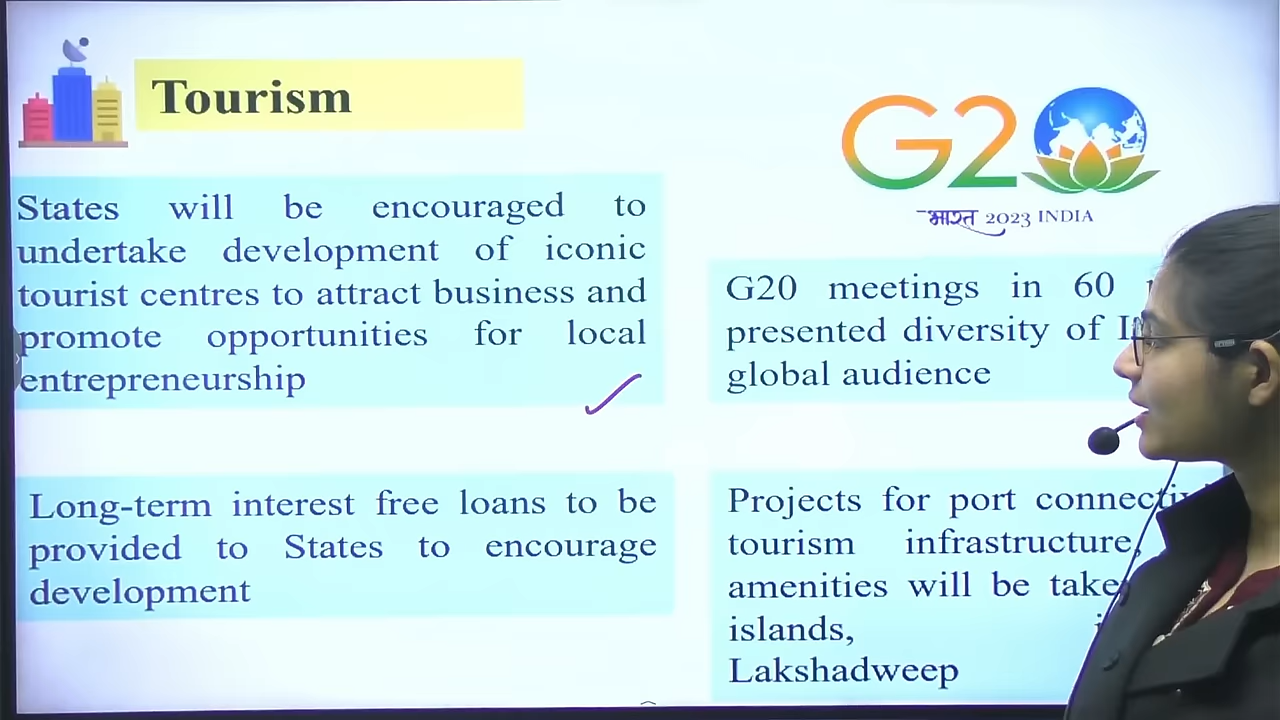 Tourism
States will be encouraged to
undertake development of iconic
tourist centres to attract business and
promote opportunities for local
entrepreneurship
Long-term interest free loans to be
provided to States to encourage
development
G20
भारत 2023 INDIA
G20 meetings in 60
presented diversity of
global audience
Projects for port
tourism infrastructure,
amenities will be
islands,
Lakshadweep